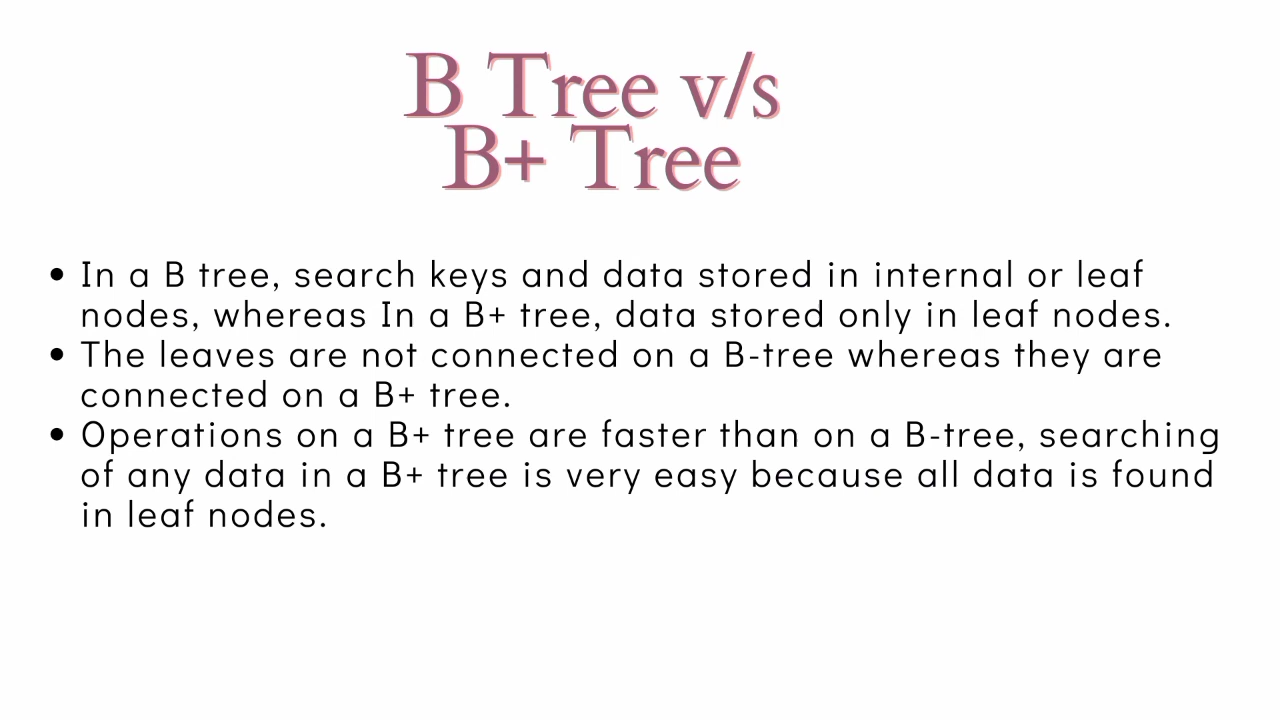 B Tree v/s
B+ Tree
• In a B tree, search keys and data stored in internal or leaf
nodes, whereas In a B+ tree, data stored only in leaf nodes.
• The leaves are not connected on a B-tree whereas they are
connected on a B+ tree.
• Operations on a B+ tree are faster than on a B-tree, searching
of any data in a B+ tree is very easy because all data is found
in leaf nodes.